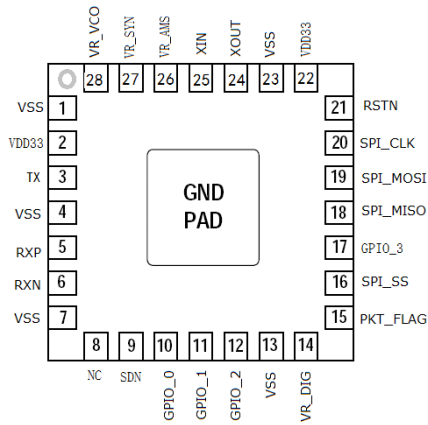 VR_VCO
VR_SYN
VR_AMS
XIN
XOUT
VSS
VDD33
28 27 26 25 24 23 22
VSS 1
VDD33 2
TX 3
VSS 4
RXP 5
RXN 6
VSS 7
GND
PAD
21 RSTN
20 SPI_CLK
19 SPI_MOSI
18 SPI_MISO
17 GPIO_3
16 SPI_SS
15 PKT_FLAG
8 9 10 11 12 13 14
NC
SDN
GPIO_0
GPIO_1
GPIO_2
VSS
VR_DIG